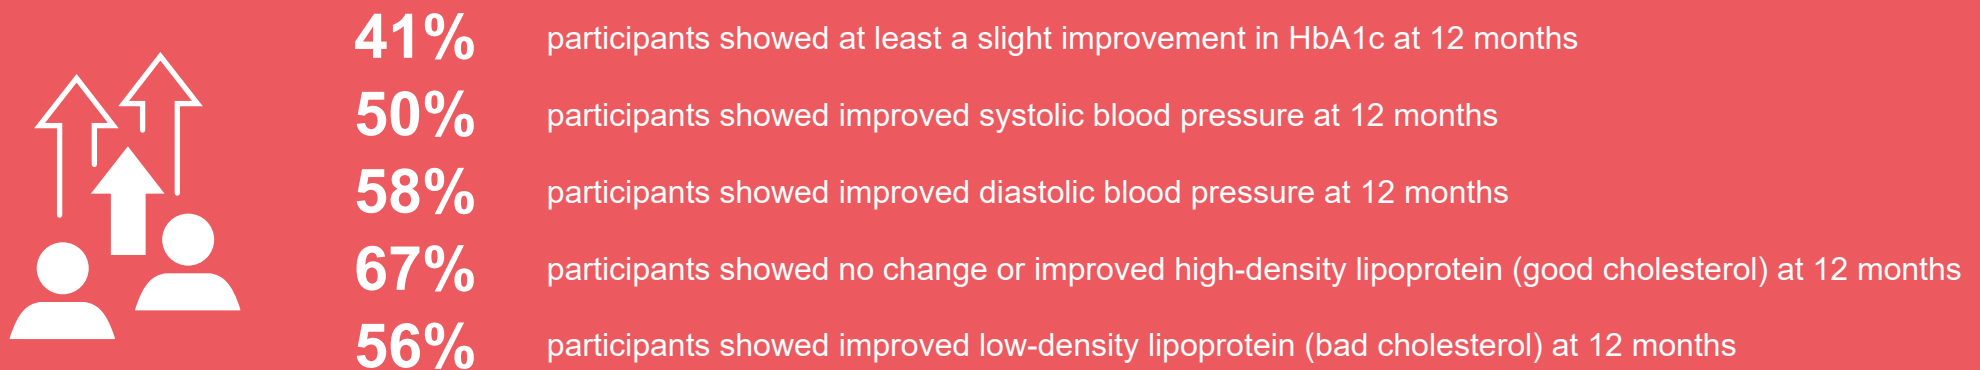 41% participants showed at least a slight improvement in HbA1c at 12 months
50% participants showed improved systolic blood pressure at 12 months
58% participants showed improved diastolic blood pressure at 12 months
67% participants showed no change or improved high-density lipoprotein (good cholesterol) at 12 months
56% participants showed improved low-density lipoprotein (bad cholesterol) at 12 months